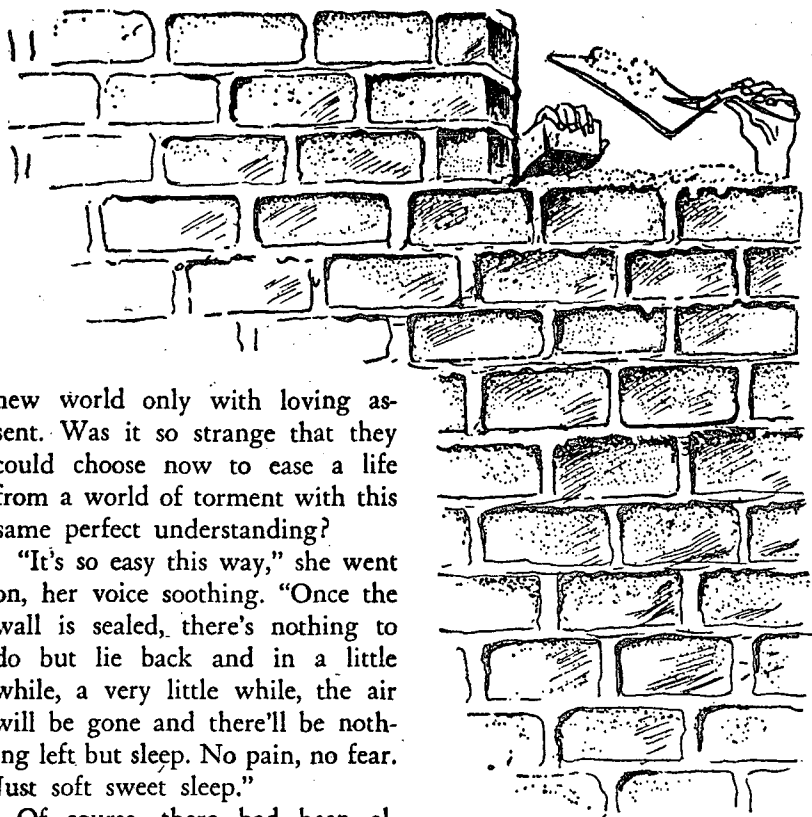 new world only with loving as-
sent. Was it so strange that they
could choose now to ease a life
from a world of torment with this
same perfect understanding?
"It's so easy this way," she went
on, her voice soothing. "Once the
wall is sealed, there's nothing to
do but lie back and in a little
while, a very little while, the air
will be gone and there'll be noth-
ing left but sleep. No pain, no fear.
Just soft sweet sleep."
Of course, there had been al-